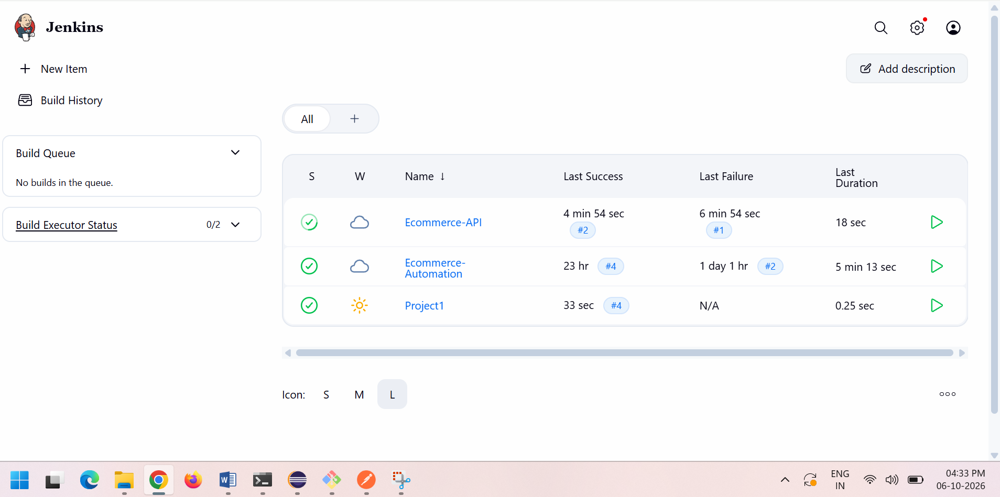 Jenkins
New Item
Add description
Build History
All
Build Queue
No builds in the queue.
Build Executor Status 0/2
S W Name ↓ Last Success Last Failure Last Duration
Ecommerce-API 4 min 54 sec #2 6 min 54 sec #1 18 sec
Ecommerce-Automation 23 hr #4 1 day 1 hr #2 5 min 13 sec
Project1 33 sec #4 N/A 0.25 sec
Icon: S M L
ENG
IN
04:33 PM
06-10-2026